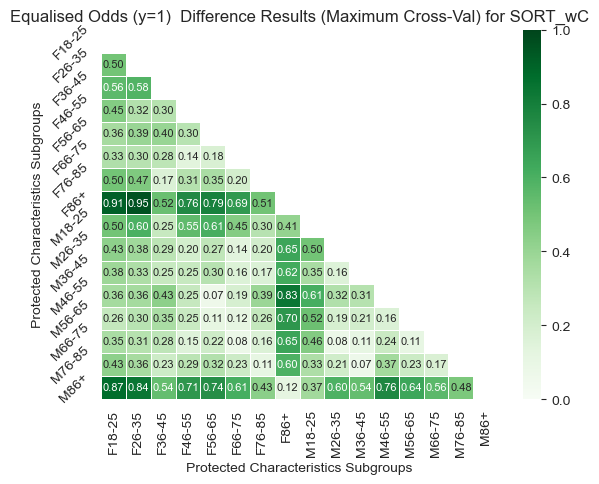 Equalised Odds (y=1)  Difference Results (Maximum Cross-Val) for SORT_wC
Protected Characteristics Subgroups
F18-25
F26-35 0.50
F36-45 0.56 0.58
F46-55 0.45 0.32 0.30
F56-65 0.36 0.39 0.40 0.30
F66-75 0.33 0.30 0.28 0.14 0.18
F76-85 0.50 0.47 0.17 0.31 0.35 0.20
F86+ 0.91 0.95 0.52 0.76 0.79 0.69 0.51
M18-25 0.50 0.60 0.25 0.55 0.61 0.45 0.30 0.41
M26-35 0.43 0.38 0.29 0.20 0.27 0.14 0.20 0.65 0.50
M36-45 0.38 0.33 0.25 0.25 0.30 0.16 0.17 0.62 0.35 0.16
M46-55 0.36 0.36 0.43 0.25 0.07 0.19 0.39 0.83 0.61 0.32 0.31
M56-65 0.26 0.30 0.35 0.25 0.11 0.12 0.26 0.70 0.52 0.19 0.21 0.16
M66-75 0.35 0.31 0.28 0.15 0.22 0.08 0.16 0.65 0.46 0.08 0.11 0.24 0.11
M76-85 0.43 0.36 0.23 0.29 0.32 0.23 0.11 0.60 0.33 0.21 0.07 0.37 0.23 0.17
M86+ 0.87 0.84 0.54 0.71 0.74 0.61 0.43 0.12 0.37 0.60 0.54 0.76 0.64 0.56 0.48
F18-25 F26-35 F36-45 F46-55 F56-65 F66-75 F76-85 F86+ M18-25 M26-35 M36-45 M46-55 M56-65 M66-75 M76-85 M86+
Protected Characteristics Subgroups
1.0
0.8
0.6
0.4
0.2
0.0